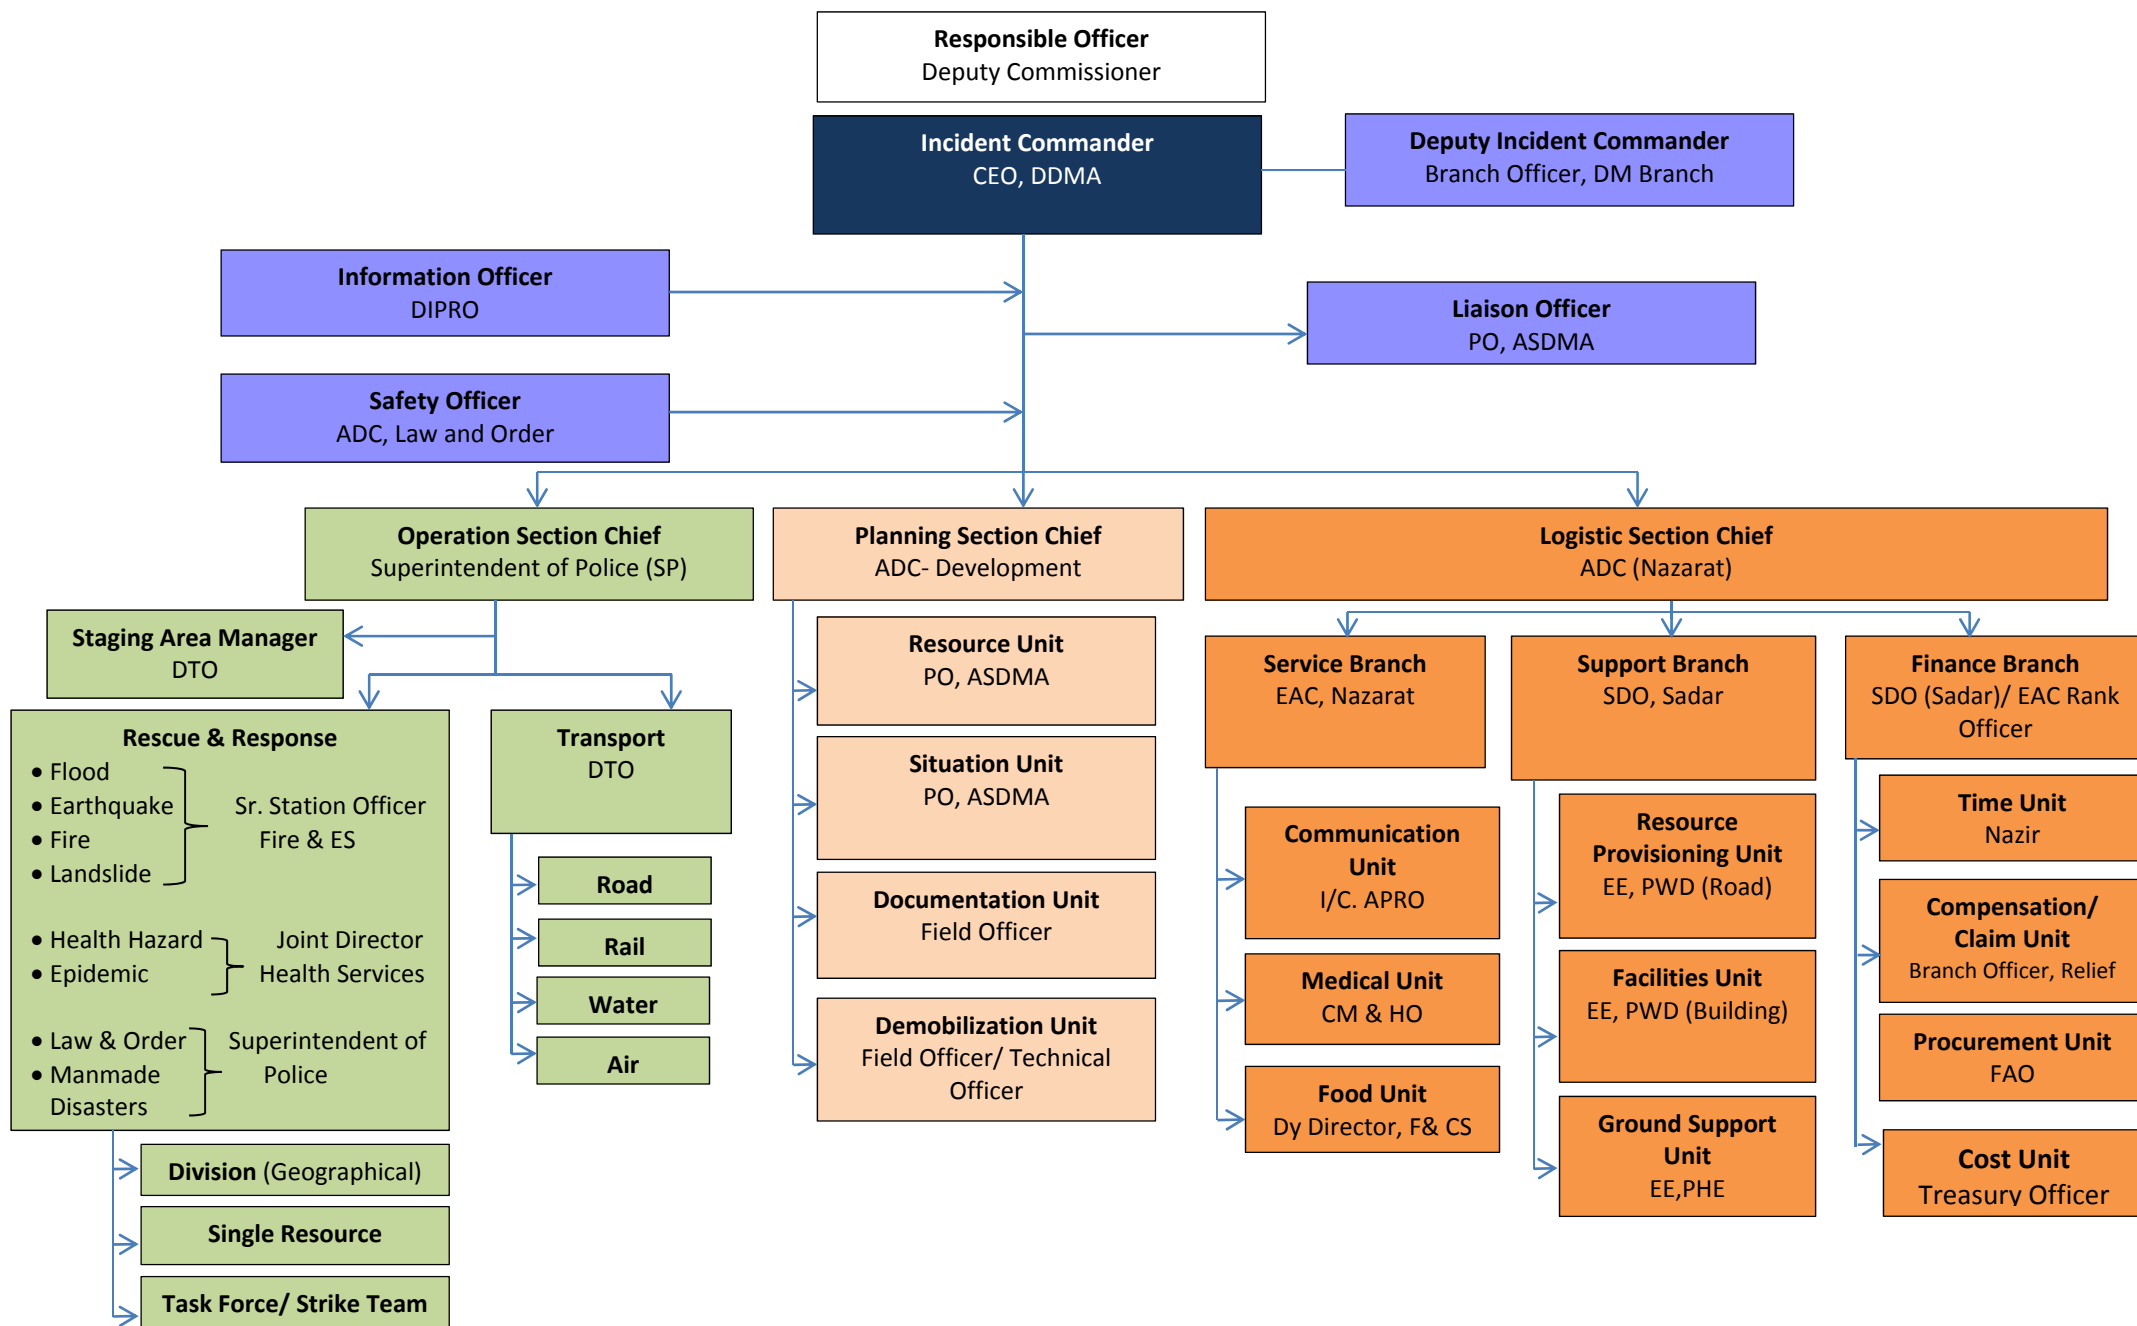 Responsible Officer
Deputy Commissioner
Incident Commander
CEO, DDMA
Deputy Incident Commander
Branch Officer, DM Branch
Information Officer
DIPRO
Liaison Officer
PO, ASDMA
Safety Officer
ADC, Law and Order
Operation Section Chief
Superintendent of Police (SP)
Planning Section Chief
ADC- Development
Logistic Section Chief
ADC (Nazarat)
Staging Area Manager
DTO
Rescue & Response
• Flood
• Earthquake
• Fire
• Landslide
Sr. Station Officer
Fire & ES
• Health Hazard
• Epidemic
Joint Director
Health Services
• Law & Order
• Manmade
Disasters
Superintendent of
Police
Division (Geographical)
Single Resource
Task Force/ Strike Team
Transport
DTO
Road
Rail
Water
Air
Resource Unit
PO, ASDMA
Situation Unit
PO, ASDMA
Documentation Unit
Field Officer
Demobilization Unit
Field Officer/ Technical
Officer
Service Branch
EAC, Nazarat
Communication
Unit
I/C. APRO
Medical Unit
CM & HO
Food Unit
Dy Director, F& CS
Support Branch
SDO, Sadar
Resource
Provisioning Unit
EE, PWD (Road)
Facilities Unit
EE, PWD (Building)
Ground Support
Unit
EE,PHE
Finance Branch
SDO (Sadar)/ EAC Rank
Officer
Time Unit
Nazir
Compensation/
Claim Unit
Branch Officer, Relief
Procurement Unit
FAO
Cost Unit
Treasury Officer